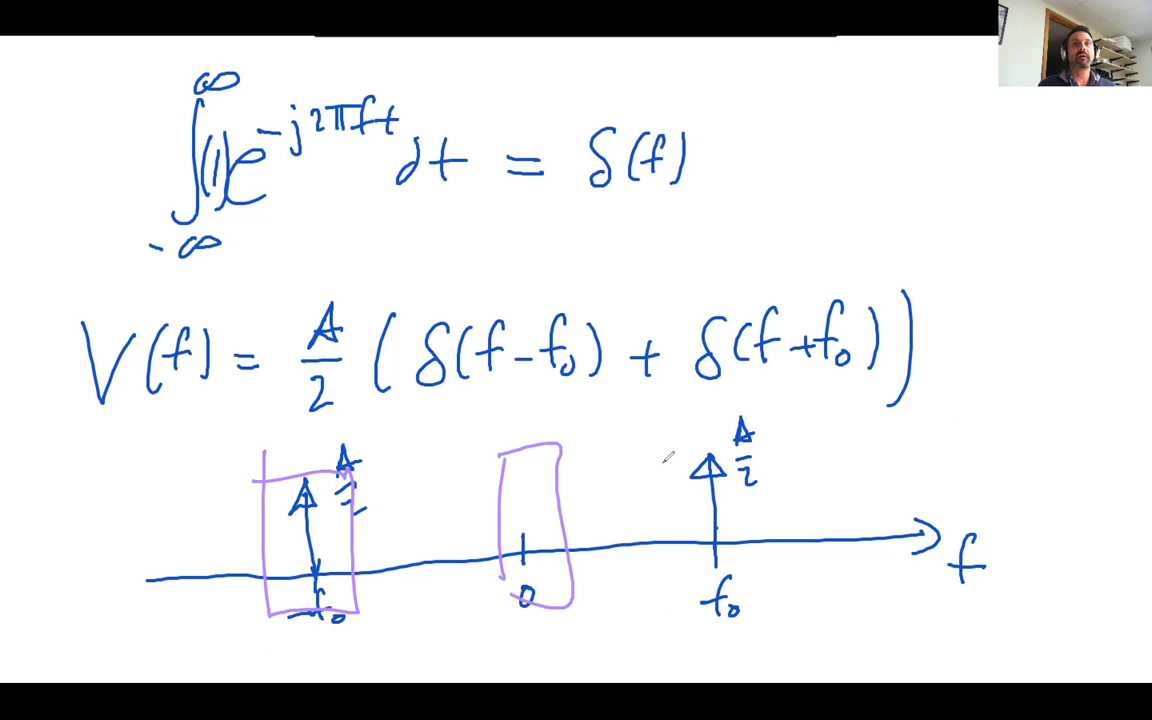 ∫_{-∞}^{∞} (1)e^{-j2πft} dt = δ(f)
V(f) = A/2 ( δ(f-f₀) + δ(f+f₀) )
A/2 A/2
f
-f₀ 0 f₀